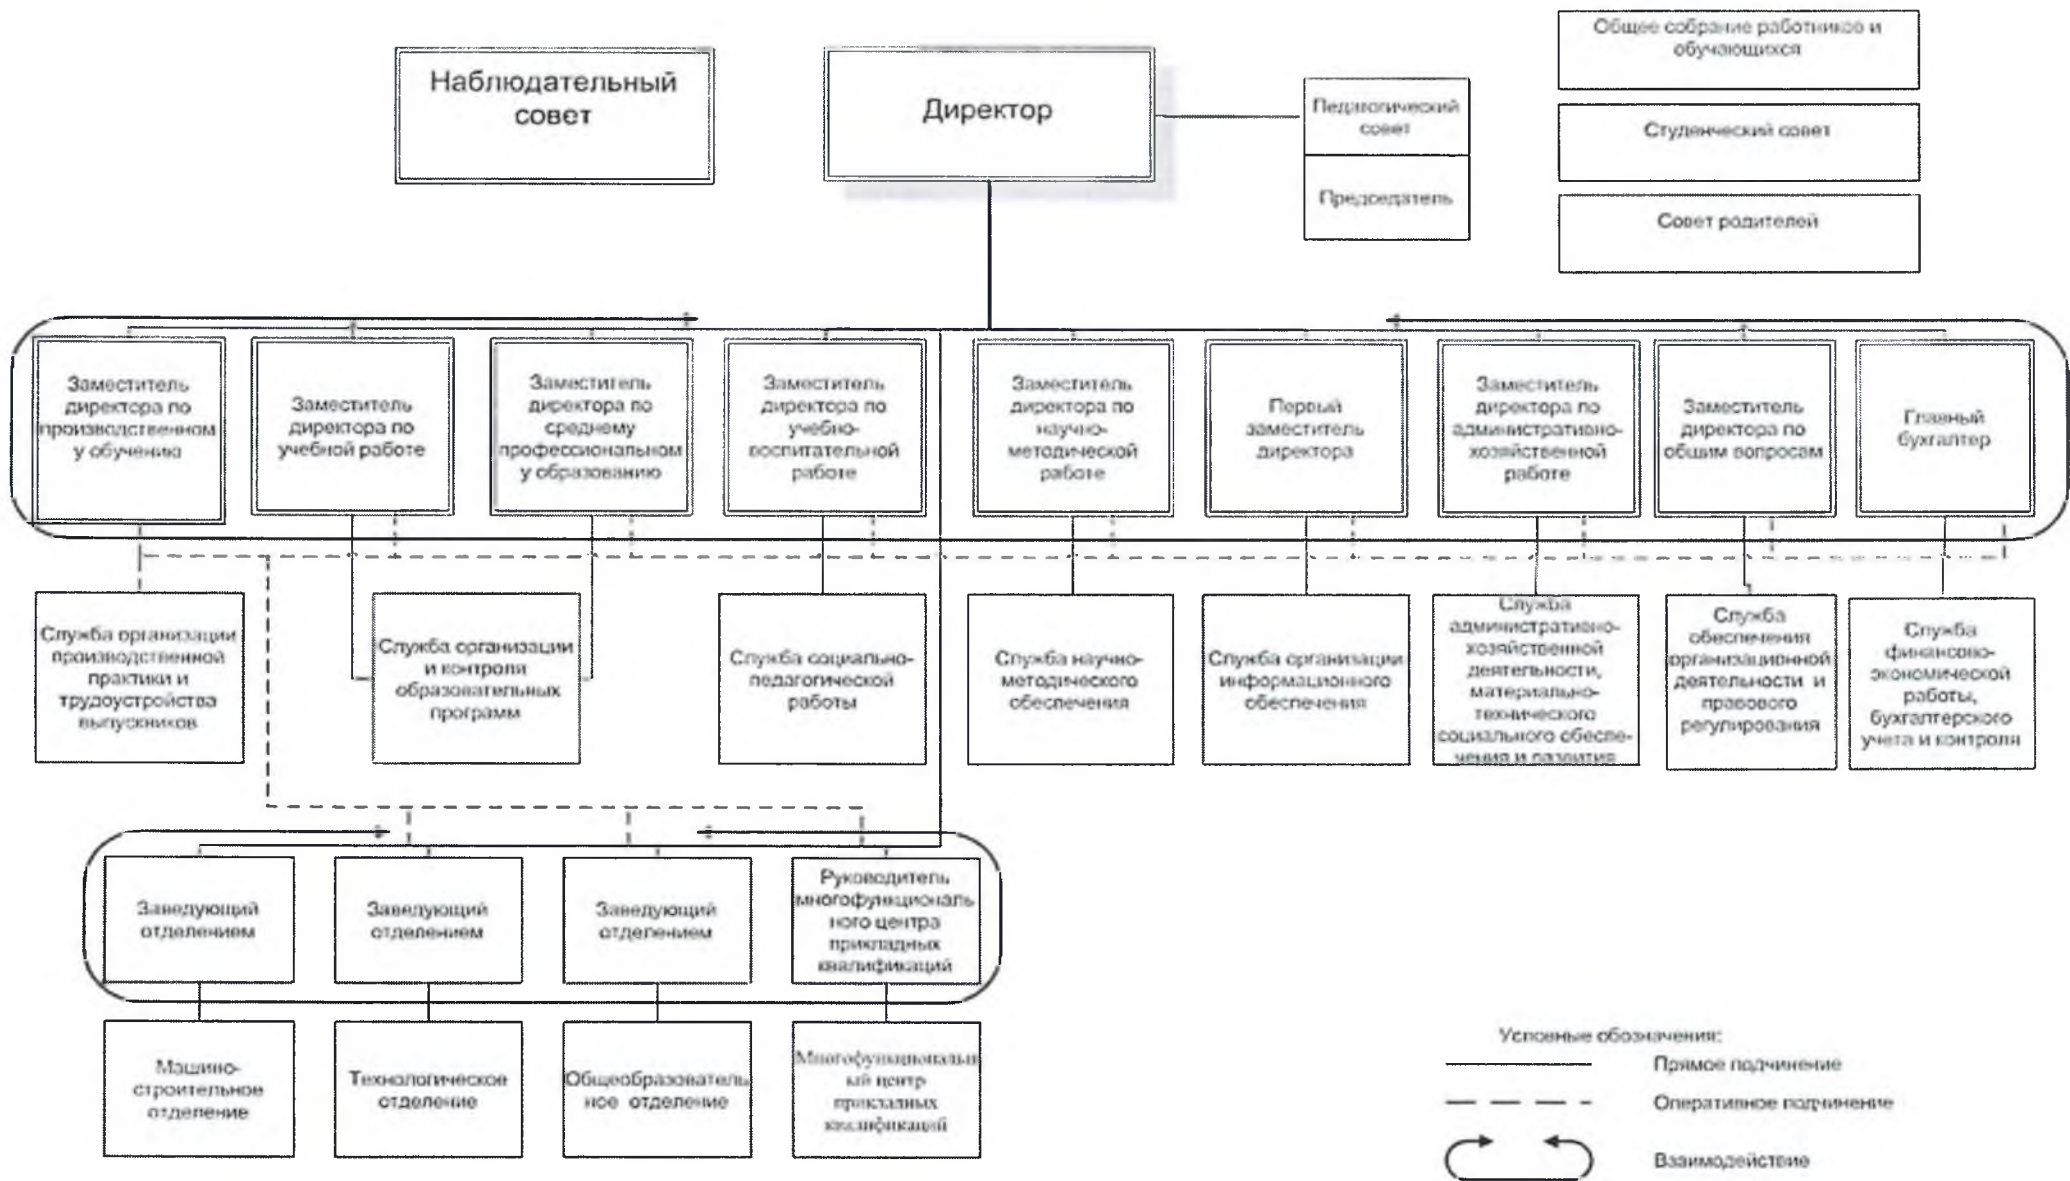 Наблюдательный
совет
Директор
Педагогический
совет
Председатель
Общее собрание работников и
обучающихся
Студенческий совет
Совет родителей
Заместитель
директора по
производственном
у обучению
Заместитель
директора по
учебной работе
Заместитель
директора по
среднему
профессиональном
у образованию
Заместитель
директора по
учебно-
воспитательной
работе
Заместитель
директора по
научно-
методической
работе
Первый
заместитель
директора
Заместитель
директора по
административно-
хозяйственной
работе
Заместитель
директора по
общим вопросам
Главный
бухгалтер
Служба организации
производственной
практики и
трудоустройства
выпускников
Служба организации
и контроля
образовательных
программ
Служба социально-
педагогической
работы
Служба научно-
методического
обеспечения
Служба организации
информационного
обеспечения
Служба
административно-
хозяйственной
деятельности,
материально-
технического
социального обеспе-
чения и развития
Служба
обеспечения
организационной
деятельности и
правового
регулирования
Служба
финансово-
экономической
работы,
бухгалтерского
учета и контроля
Заведующий
отделением
Заведующий
отделением
Заведующий
отделением
Руководитель
многофункциональ
ного центра
прикладных
квалификаций
Машино-
строительное
отделение
Технологическое
отделение
Общеобразователь
ное отделение
Многофункциональн
ый центр
прикладных
квалификаций
Условные обозначения:
Прямое подчинение
Оперативное подчинение
Взаимодействие